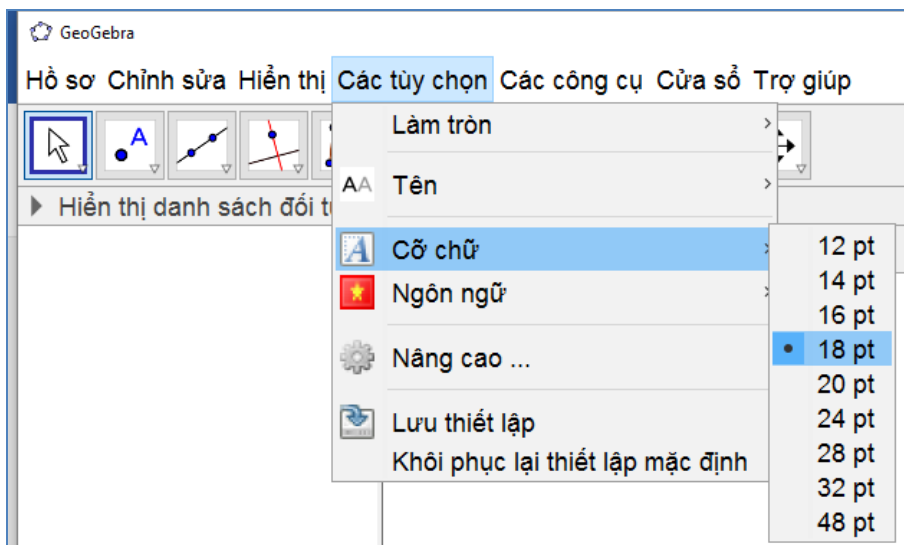 GeoGebra
Hồ sơ Chỉnh sửa Hiển thị Các tùy chọn Các công cụ Cửa sổ Trợ giúp
A
Hiển thị danh sách đối
Làm tròn
AA Tên
A Cỡ chữ
Ngôn ngữ
Nâng cao ...
Lưu thiết lập
Khôi phục lại thiết lập mặc định
12 pt
14 pt
16 pt
18 pt
20 pt
24 pt
28 pt
32 pt
48 pt